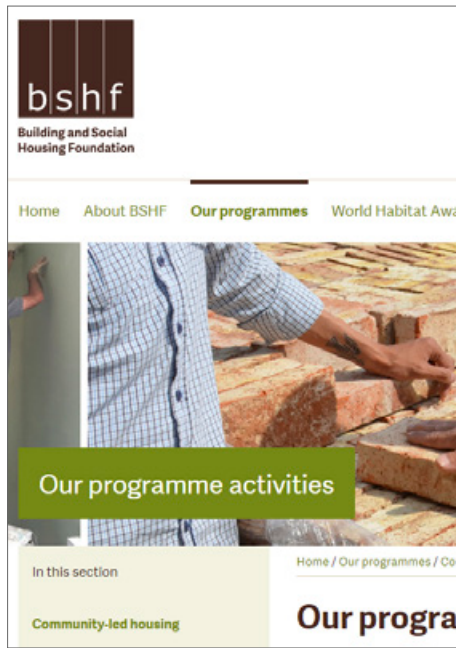 bshf
Building and Social
Housing Foundation
Home About BSHF Our programmes World Habitat Awa
Our programme activities
In this section
Home / Our programmes / Co
Community-led housing
Our progra